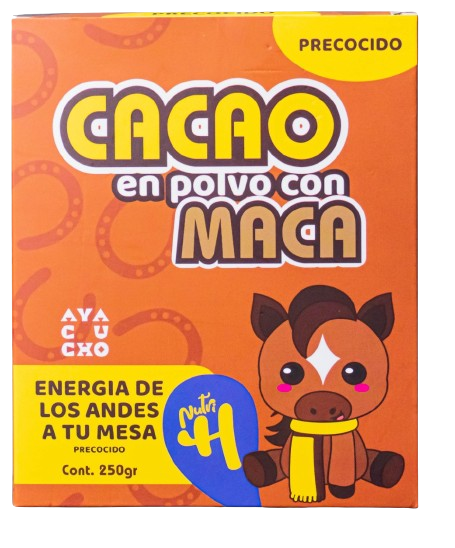 PRECOCIDO
PRECOCIDO
CACAO
en polvo con
MACA
AYA
CU
CHO
ENERGIA DE
LOS ANDES
A TU MESA
PRECOCIDO
Cont. 250gr
Nutri
H